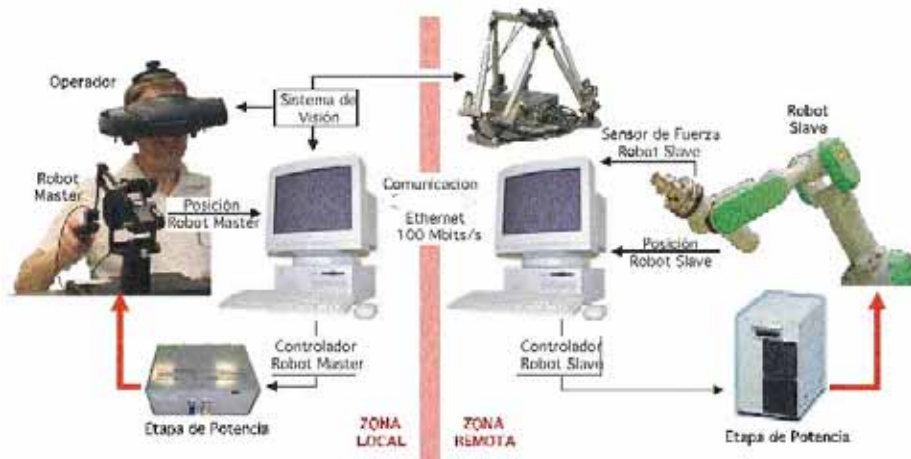 Operador
Sistema de
Visión
Robot
Master
Posición
Robot Master
Comunicacion
Ethernet
100 Mbits/s
Sensor de Fuerza
Robot Slave
Robot
Slave
Posición
Robot Slave
Controlador
Robot Master
Controlador
Robot Slave
Etapa de Potencia
ZONA
LOCAL
ZONA
REMOTA
Etapa de Potencia